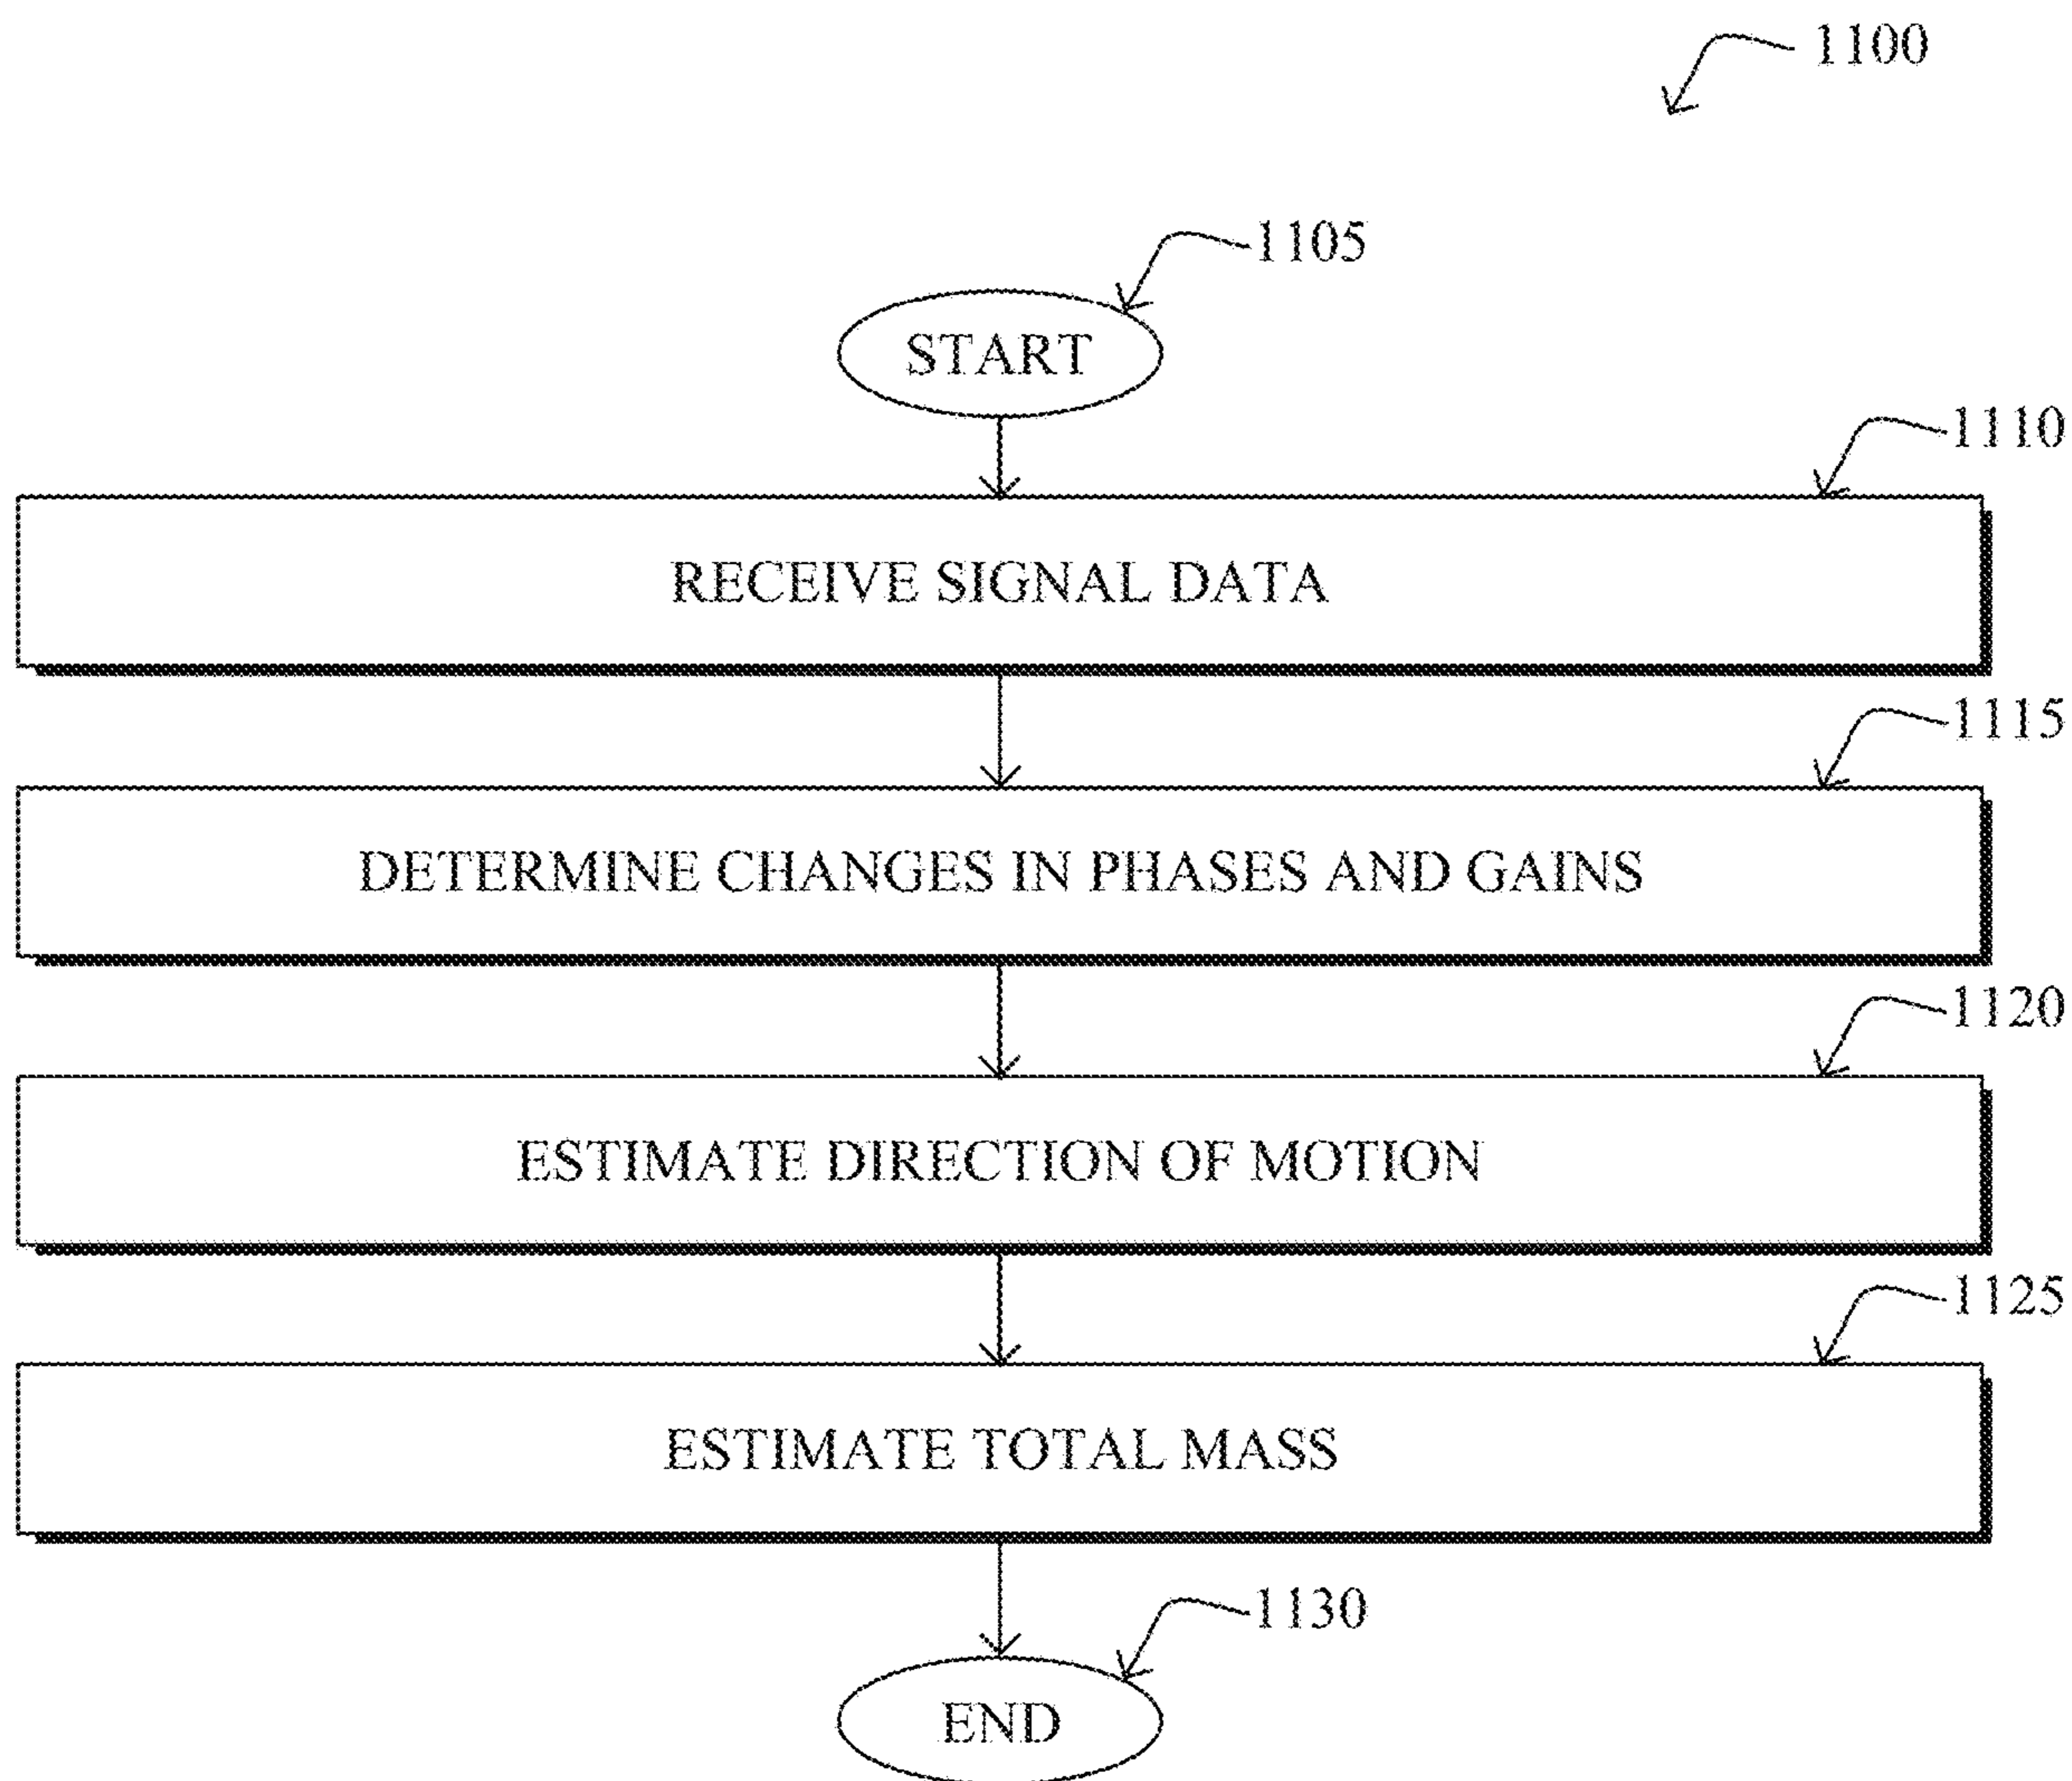 1100
1105
START
1110
RECEIVE SIGNAL DATA
1115
DETERMINE CHANGES IN PHASES AND GAINS
1120
ESTIMATE DIRECTION OF MOTION
1125
ESTIMATE TOTAL MASS
1130
END